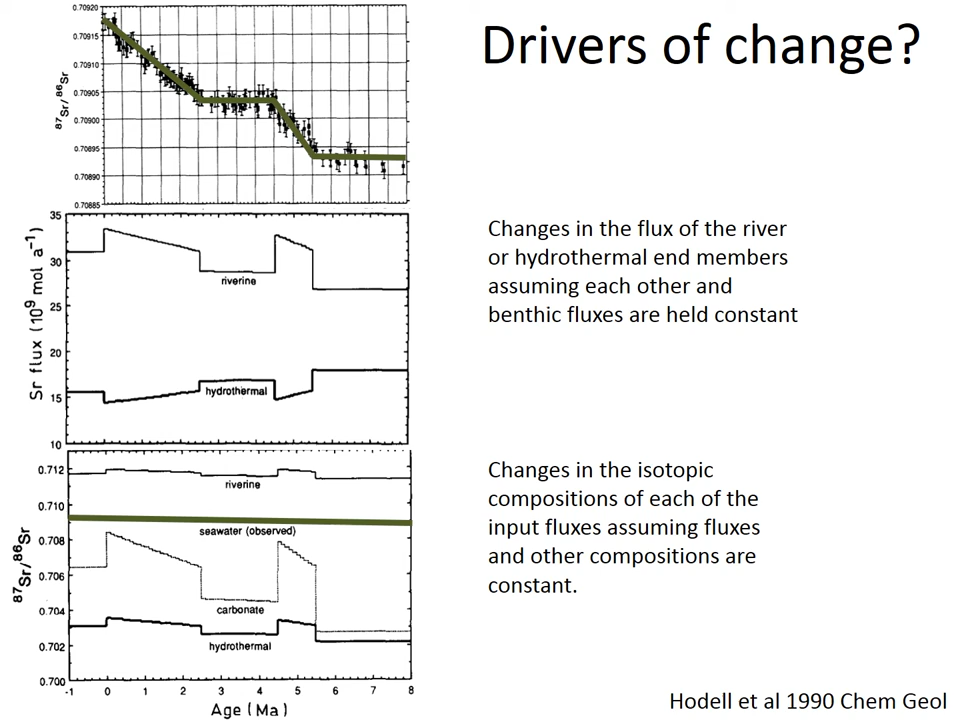 Drivers of change?
0.70920
0.70915
0.70910
0.70905
0.70900
0.70895
0.70890
0.70885
87Sr/86Sr
35
30
25
20
15
10
Sr flux (10⁹ mol a⁻¹)
riverine
hydrothermal
Changes in the flux of the river
or hydrothermal end members
assuming each other and
benthic fluxes are held constant
0.712
0.710
0.708
0.706
0.704
0.702
0.700
87Sr/86Sr
riverine
seawater (observed)
carbonate
hydrothermal
-1 0 1 2 3 4 5 6 7 8
Age (Ma)
Changes in the isotopic
compositions of each of the
input fluxes assuming fluxes
and other compositions are
constant.
Hodell et al 1990 Chem Geol